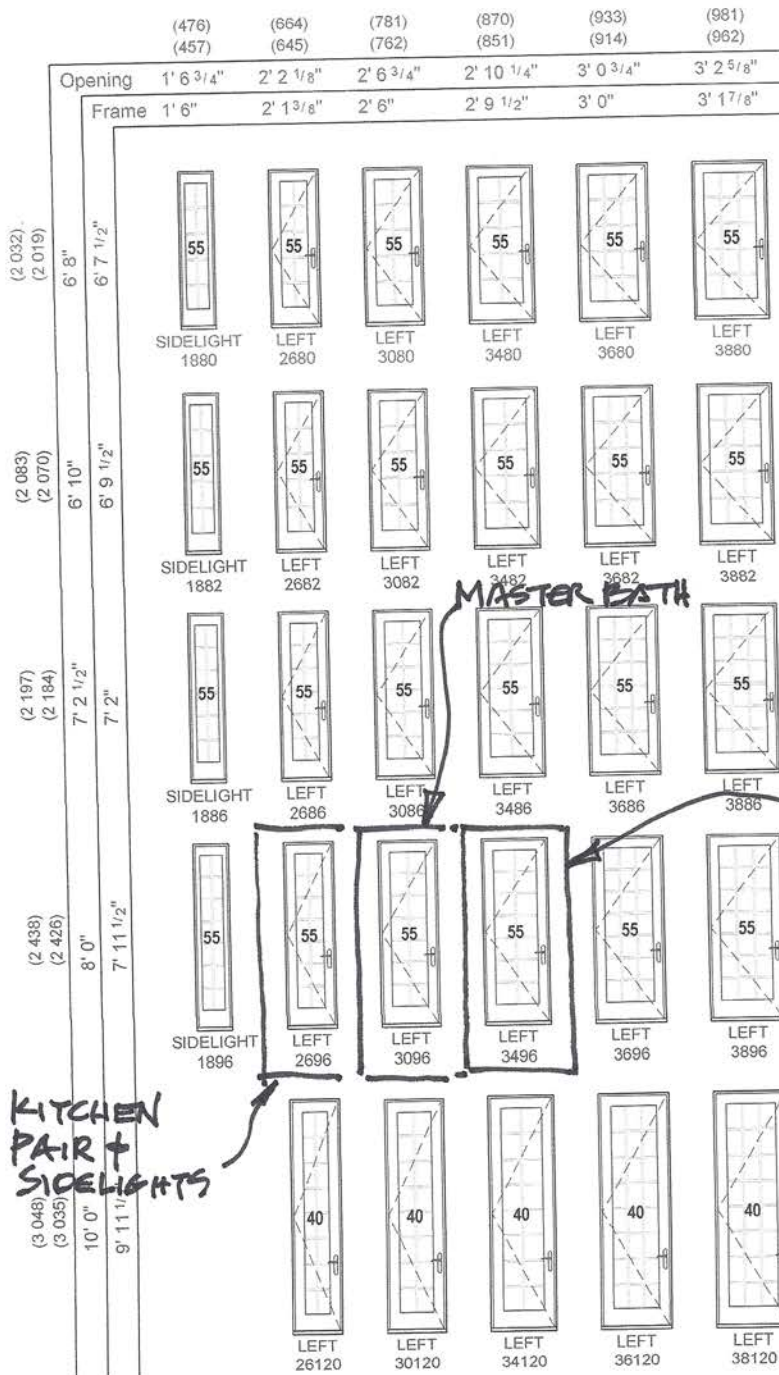 (476) (664) (781) (870) (933) (981)
(457) (645) (762) (851) (914) (962)
Opening 1' 6 3/4" 2' 2 1/8" 2' 6 3/4" 2' 10 1/4" 3' 0 3/4" 3' 2 5/8"
Frame 1' 6" 2' 1 3/8" 2' 6" 2' 9 1/2" 3' 0" 3' 1 7/8"
(2 032)
(2 019)
6' 8"
6' 7 1/2"
55 55 55 55 55 55
SIDELIGHT LEFT LEFT LEFT LEFT LEFT
1880 2680 3080 3480 3680 3880
(2 083)
(2 070)
6' 10"
6' 9 1/2"
55 55 55 55 55 55
SIDELIGHT LEFT LEFT LEFT LEFT LEFT
1882 2682 3082 3482 3682 3882
MASTER BATH
(2 197)
(2 184)
7' 2 1/2"
7' 2"
55 55 55 55 55 55
SIDELIGHT LEFT LEFT LEFT LEFT LEFT
1886 2686 3086 3486 3686 3886
(2 438)
(2 426)
8' 0"
7' 11 1/2"
55 55 55 55 55 55
SIDELIGHT LEFT LEFT LEFT LEFT LEFT
1896 2696 3096 3496 3696 3896
KITCHEN
PAIR +
SIDELIGHTS
(3 048)
(3 035)
10' 0"
9' 11 1/
40 40 40 40 40
LEFT LEFT LEFT LEFT LEFT
26120 30120 34120 36120 38120